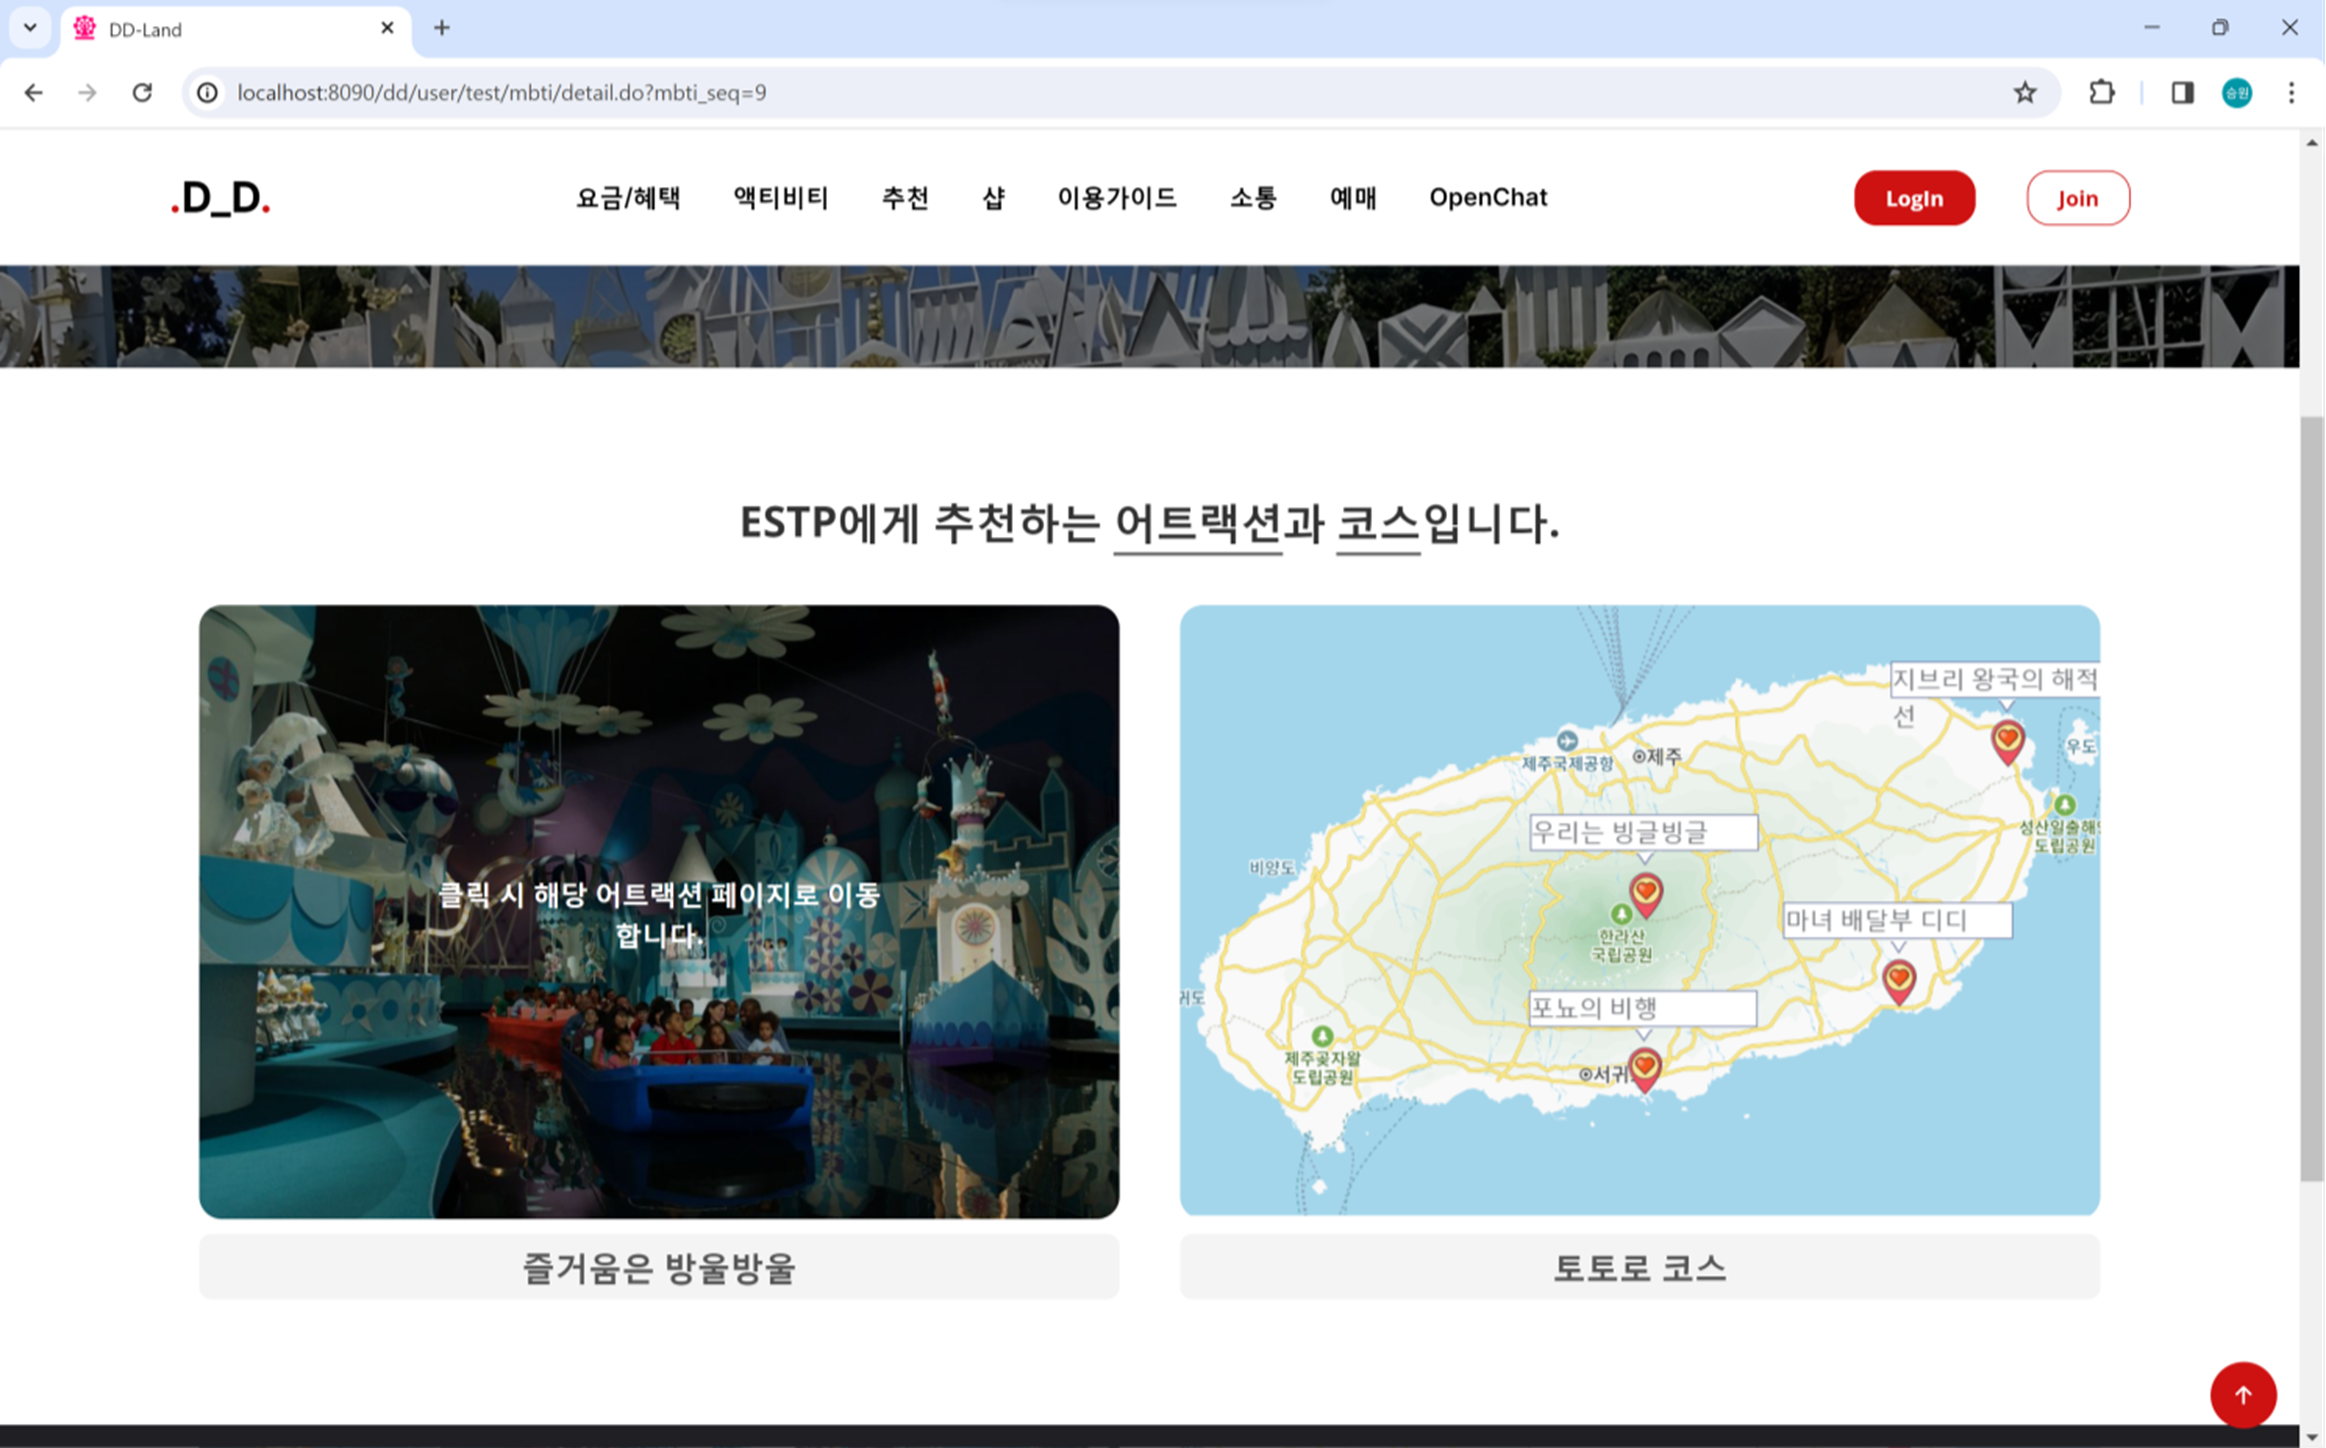 DD-Land
localhost:8090/dd/user/test/mbti/detail.do?mbti_seq=9
승원
.D_D.
요금/혜택 액티비티 추천 샵 이용가이드 소통 예매 OpenChat
LogIn Join
ESTP에게 추천하는 어트랙션과 코스입니다.
클릭 시 해당 어트랙션 페이지로 이동
합니다.
지브리 왕국의 해적
선
우도
제주국제공항
제주
성산일출해
도립공원
우리는 빙글빙글
비양도
한라산
국립공원
마녀 배달부 디디
귀도
포뇨의 비행
제주곶자왈
도립공원
서귀
즐거움은 방울방울
토토로 코스